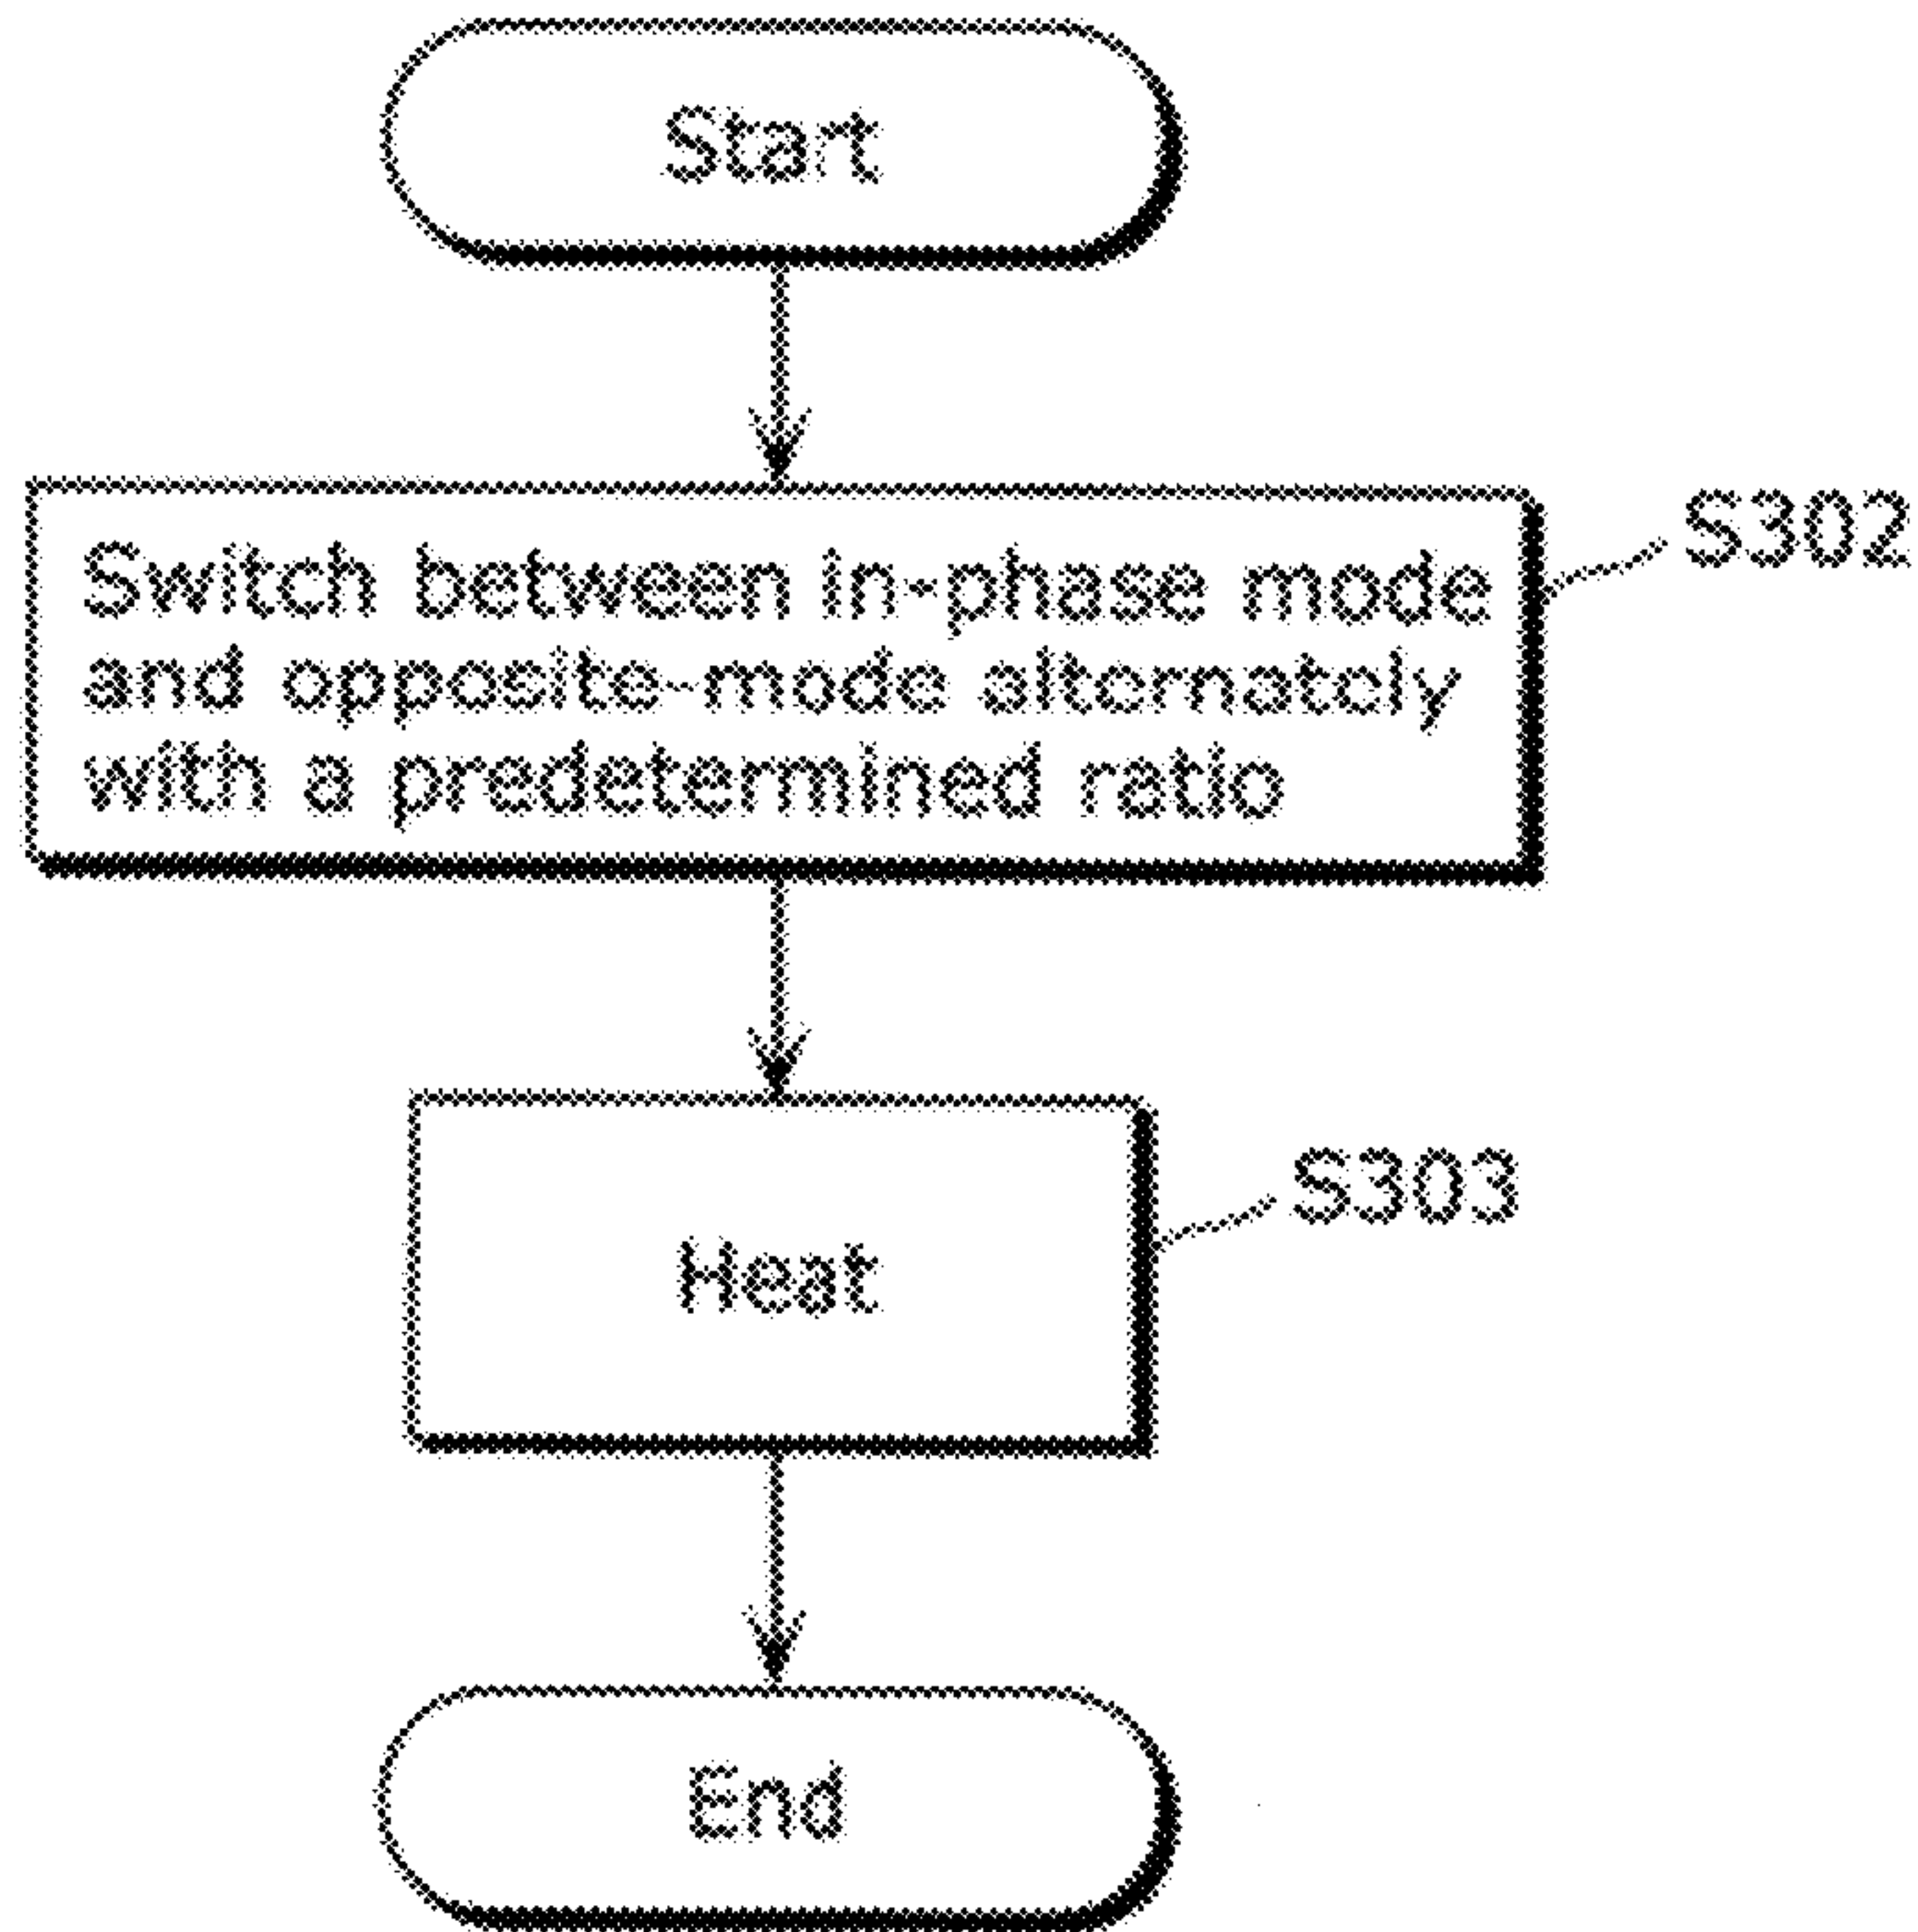 Start
Switch between in-phase mode
S302
and opposite-mode alternately
with a predetermined ratio
S303
Heat
End